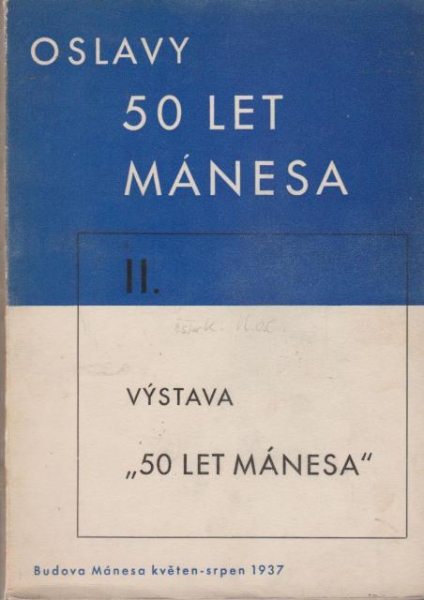 OSLAVY
50 LET
MÁNESA
II.
VÝSTAVA
„50 LET MÁNESA“
Budova Mánesa květen-srpen 1937